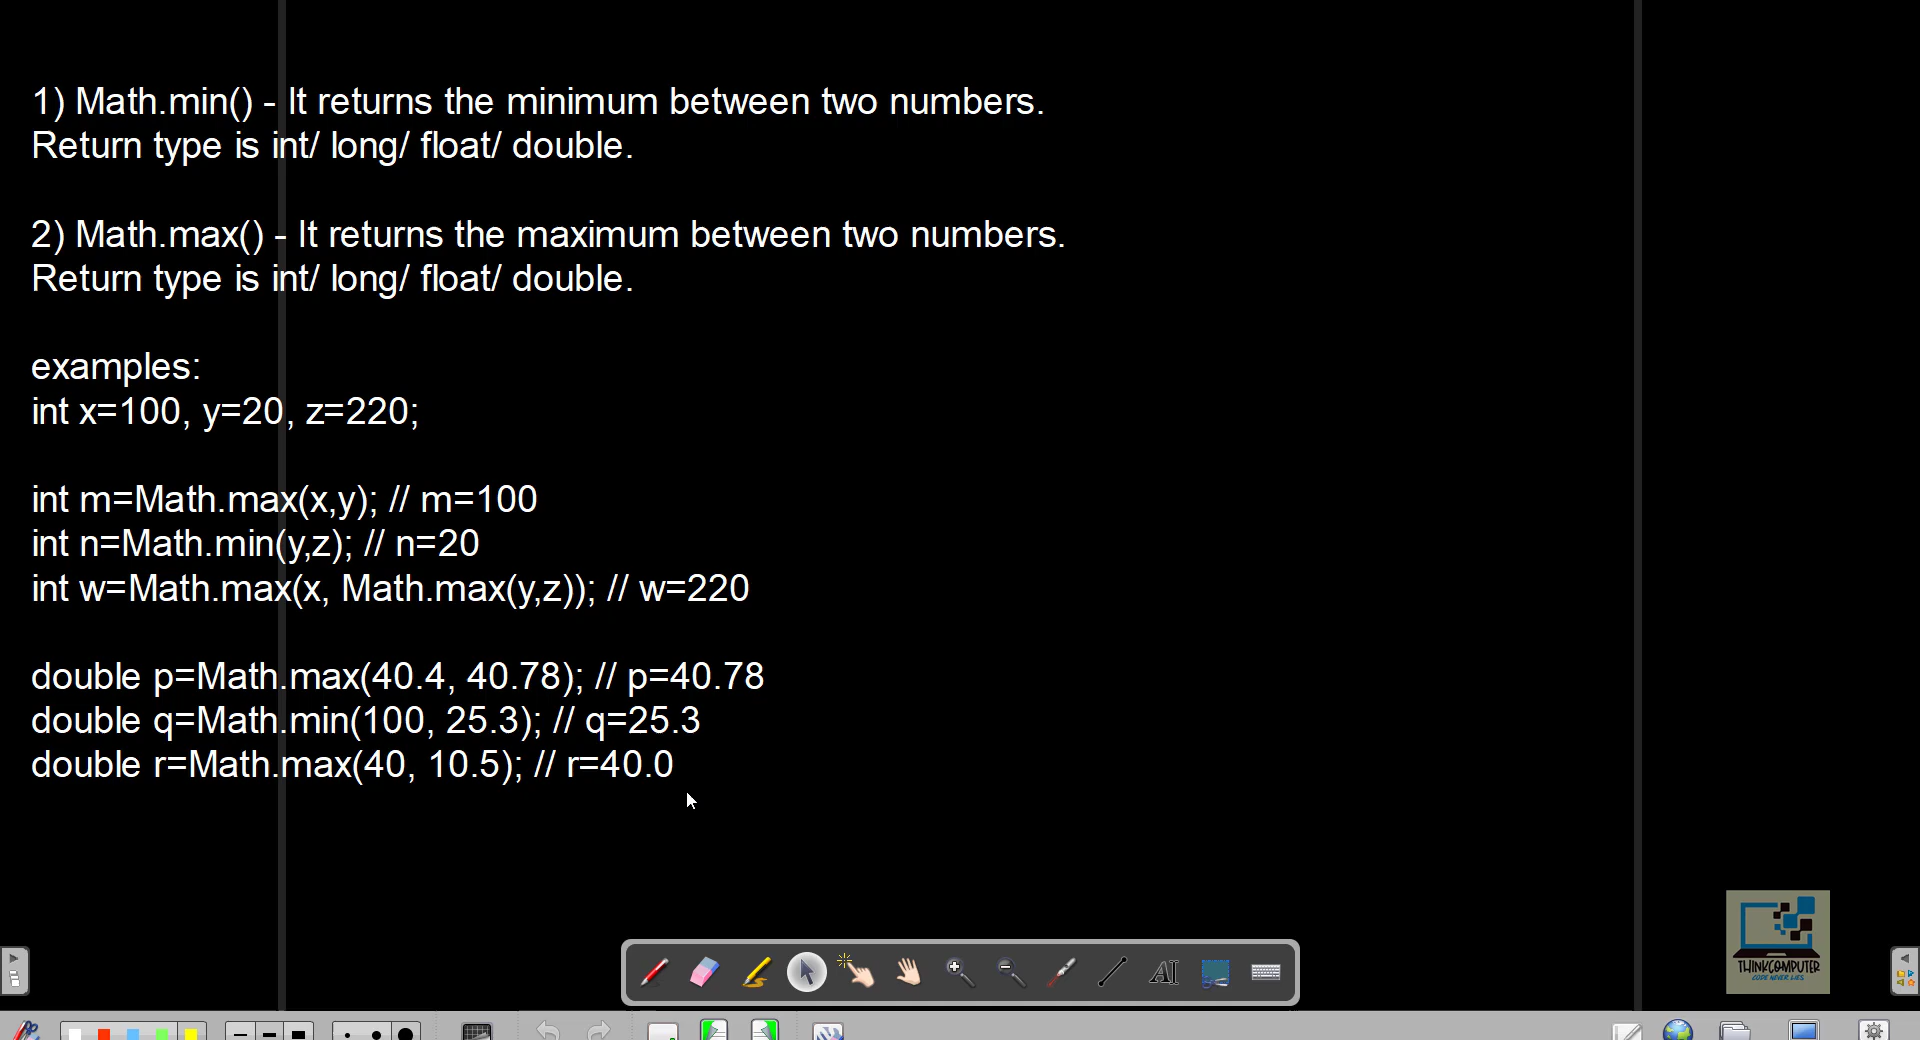 1) Math.min() - It returns the minimum between two numbers.
Return type is int/ long/ float/ double.
2) Math.max() - It returns the maximum between two numbers.
Return type is int/ long/ float/ double.
examples:
int x=100, y=20, z=220;
int m=Math.max(x,y); // m=100
int n=Math.min(y,z); // n=20
int w=Math.max(x, Math.max(y,z)); // w=220
double p=Math.max(40.4, 40.78); // p=40.78
double q=Math.min(100, 25.3); // q=25.3
double r=Math.max(40, 10.5); // r=40.0
THINKCOMPUTER
CODE NEVER LIES
AI